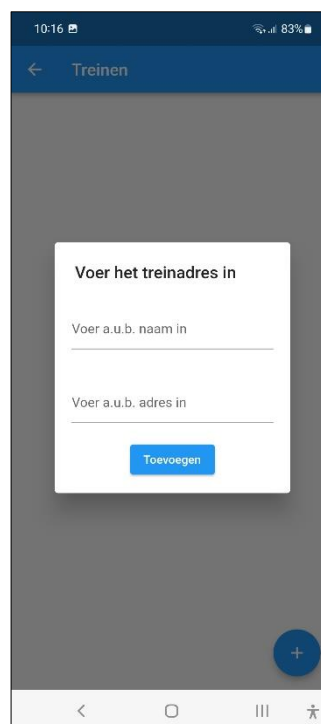 10:16 83%
Treinen
Voer het treinadres in
Voer a.u.b. naam in
Voer a.u.b. adres in
Toevoegen